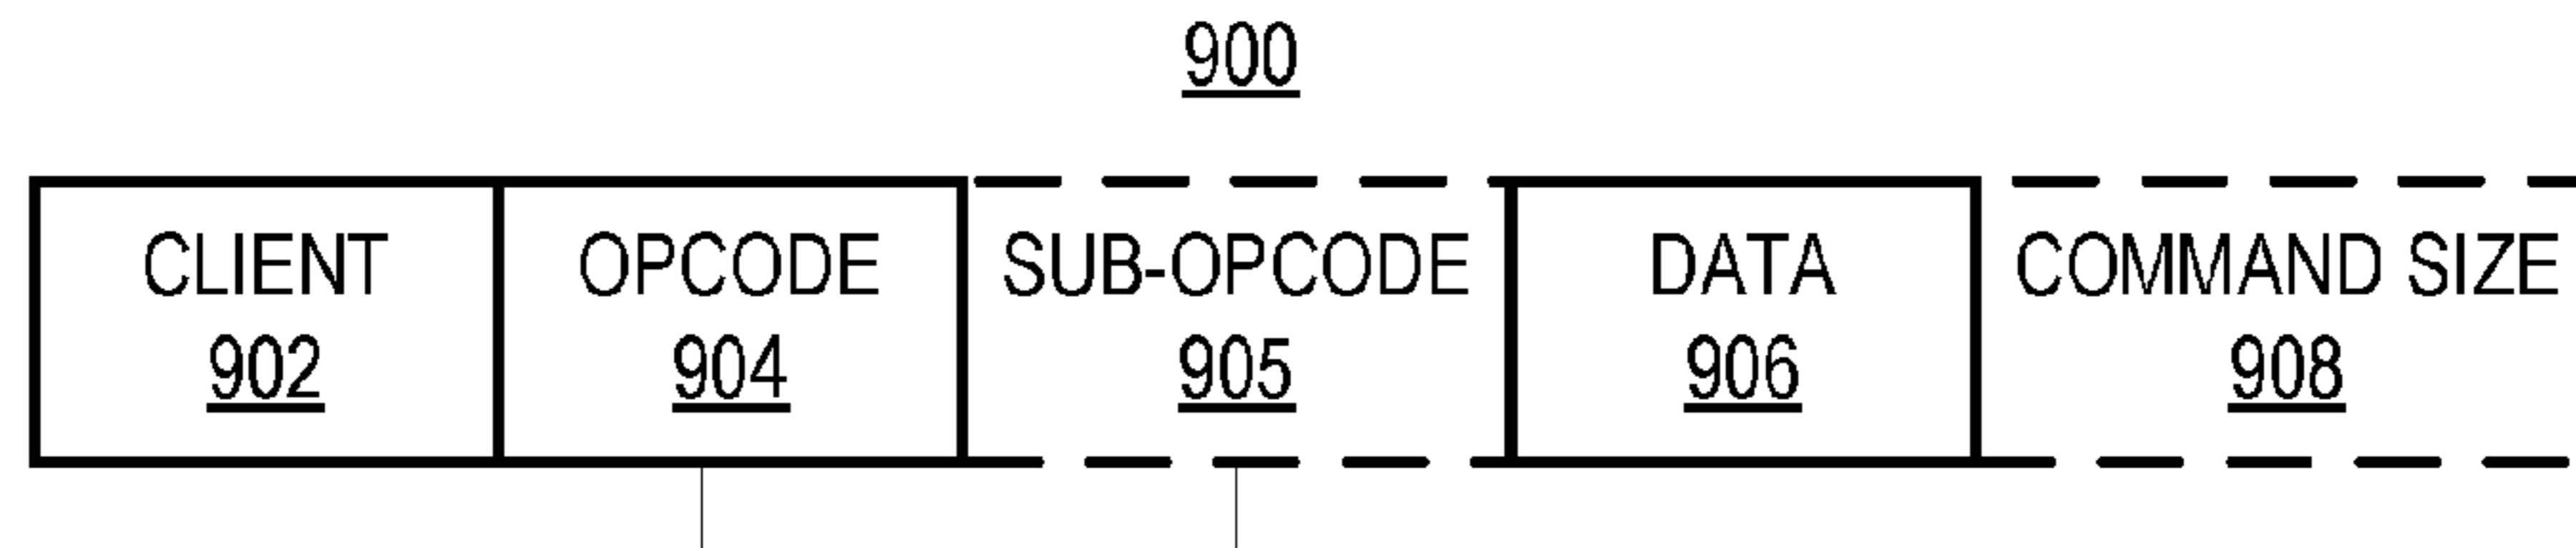 900
CLIENT OPCODE SUB-OPCODE DATA COMMAND SIZE
902 904 905 906 908